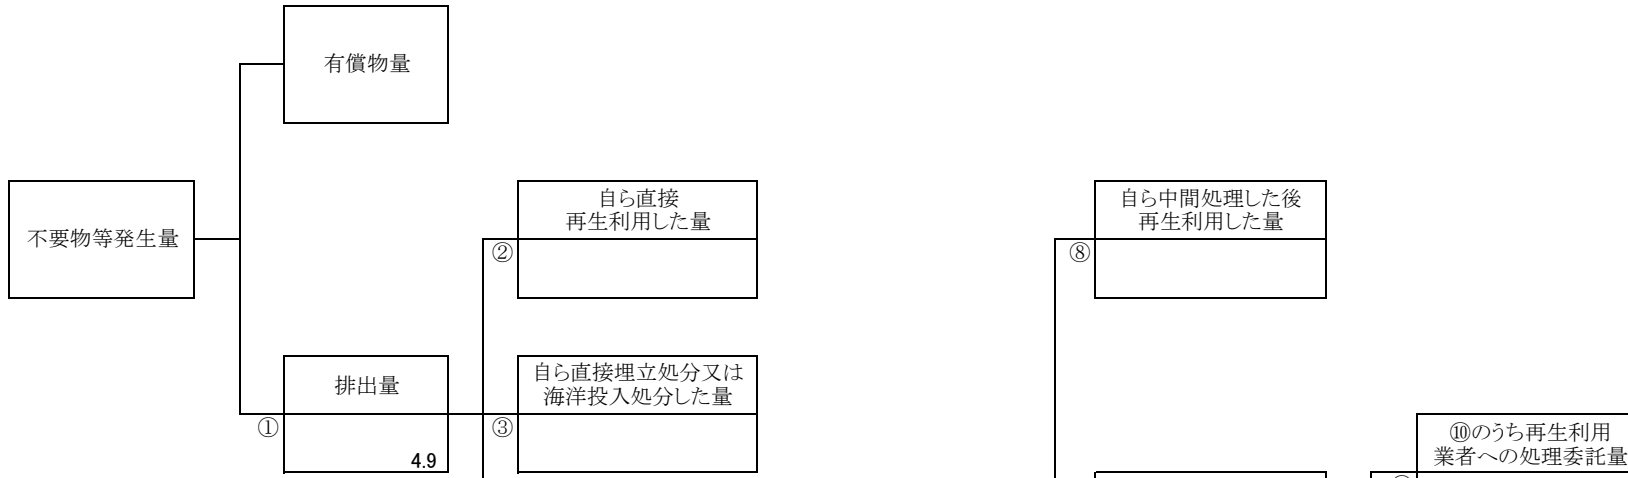 有償物量
不要物等発生量
自ら直接
再生利用した量
②
自ら中間処理した後
再生利用した量
⑧
排出量
①
4.9
自ら直接埋立処分又は
海洋投入処分した量
③
⑩のうち再生利用
業者への処理委託量